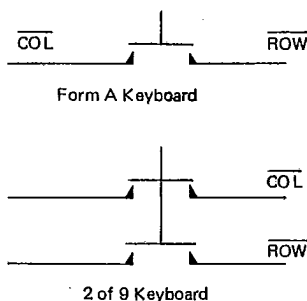 COL ROW
Form A Keyboard
COL
ROW
2 of 9 Keyboard